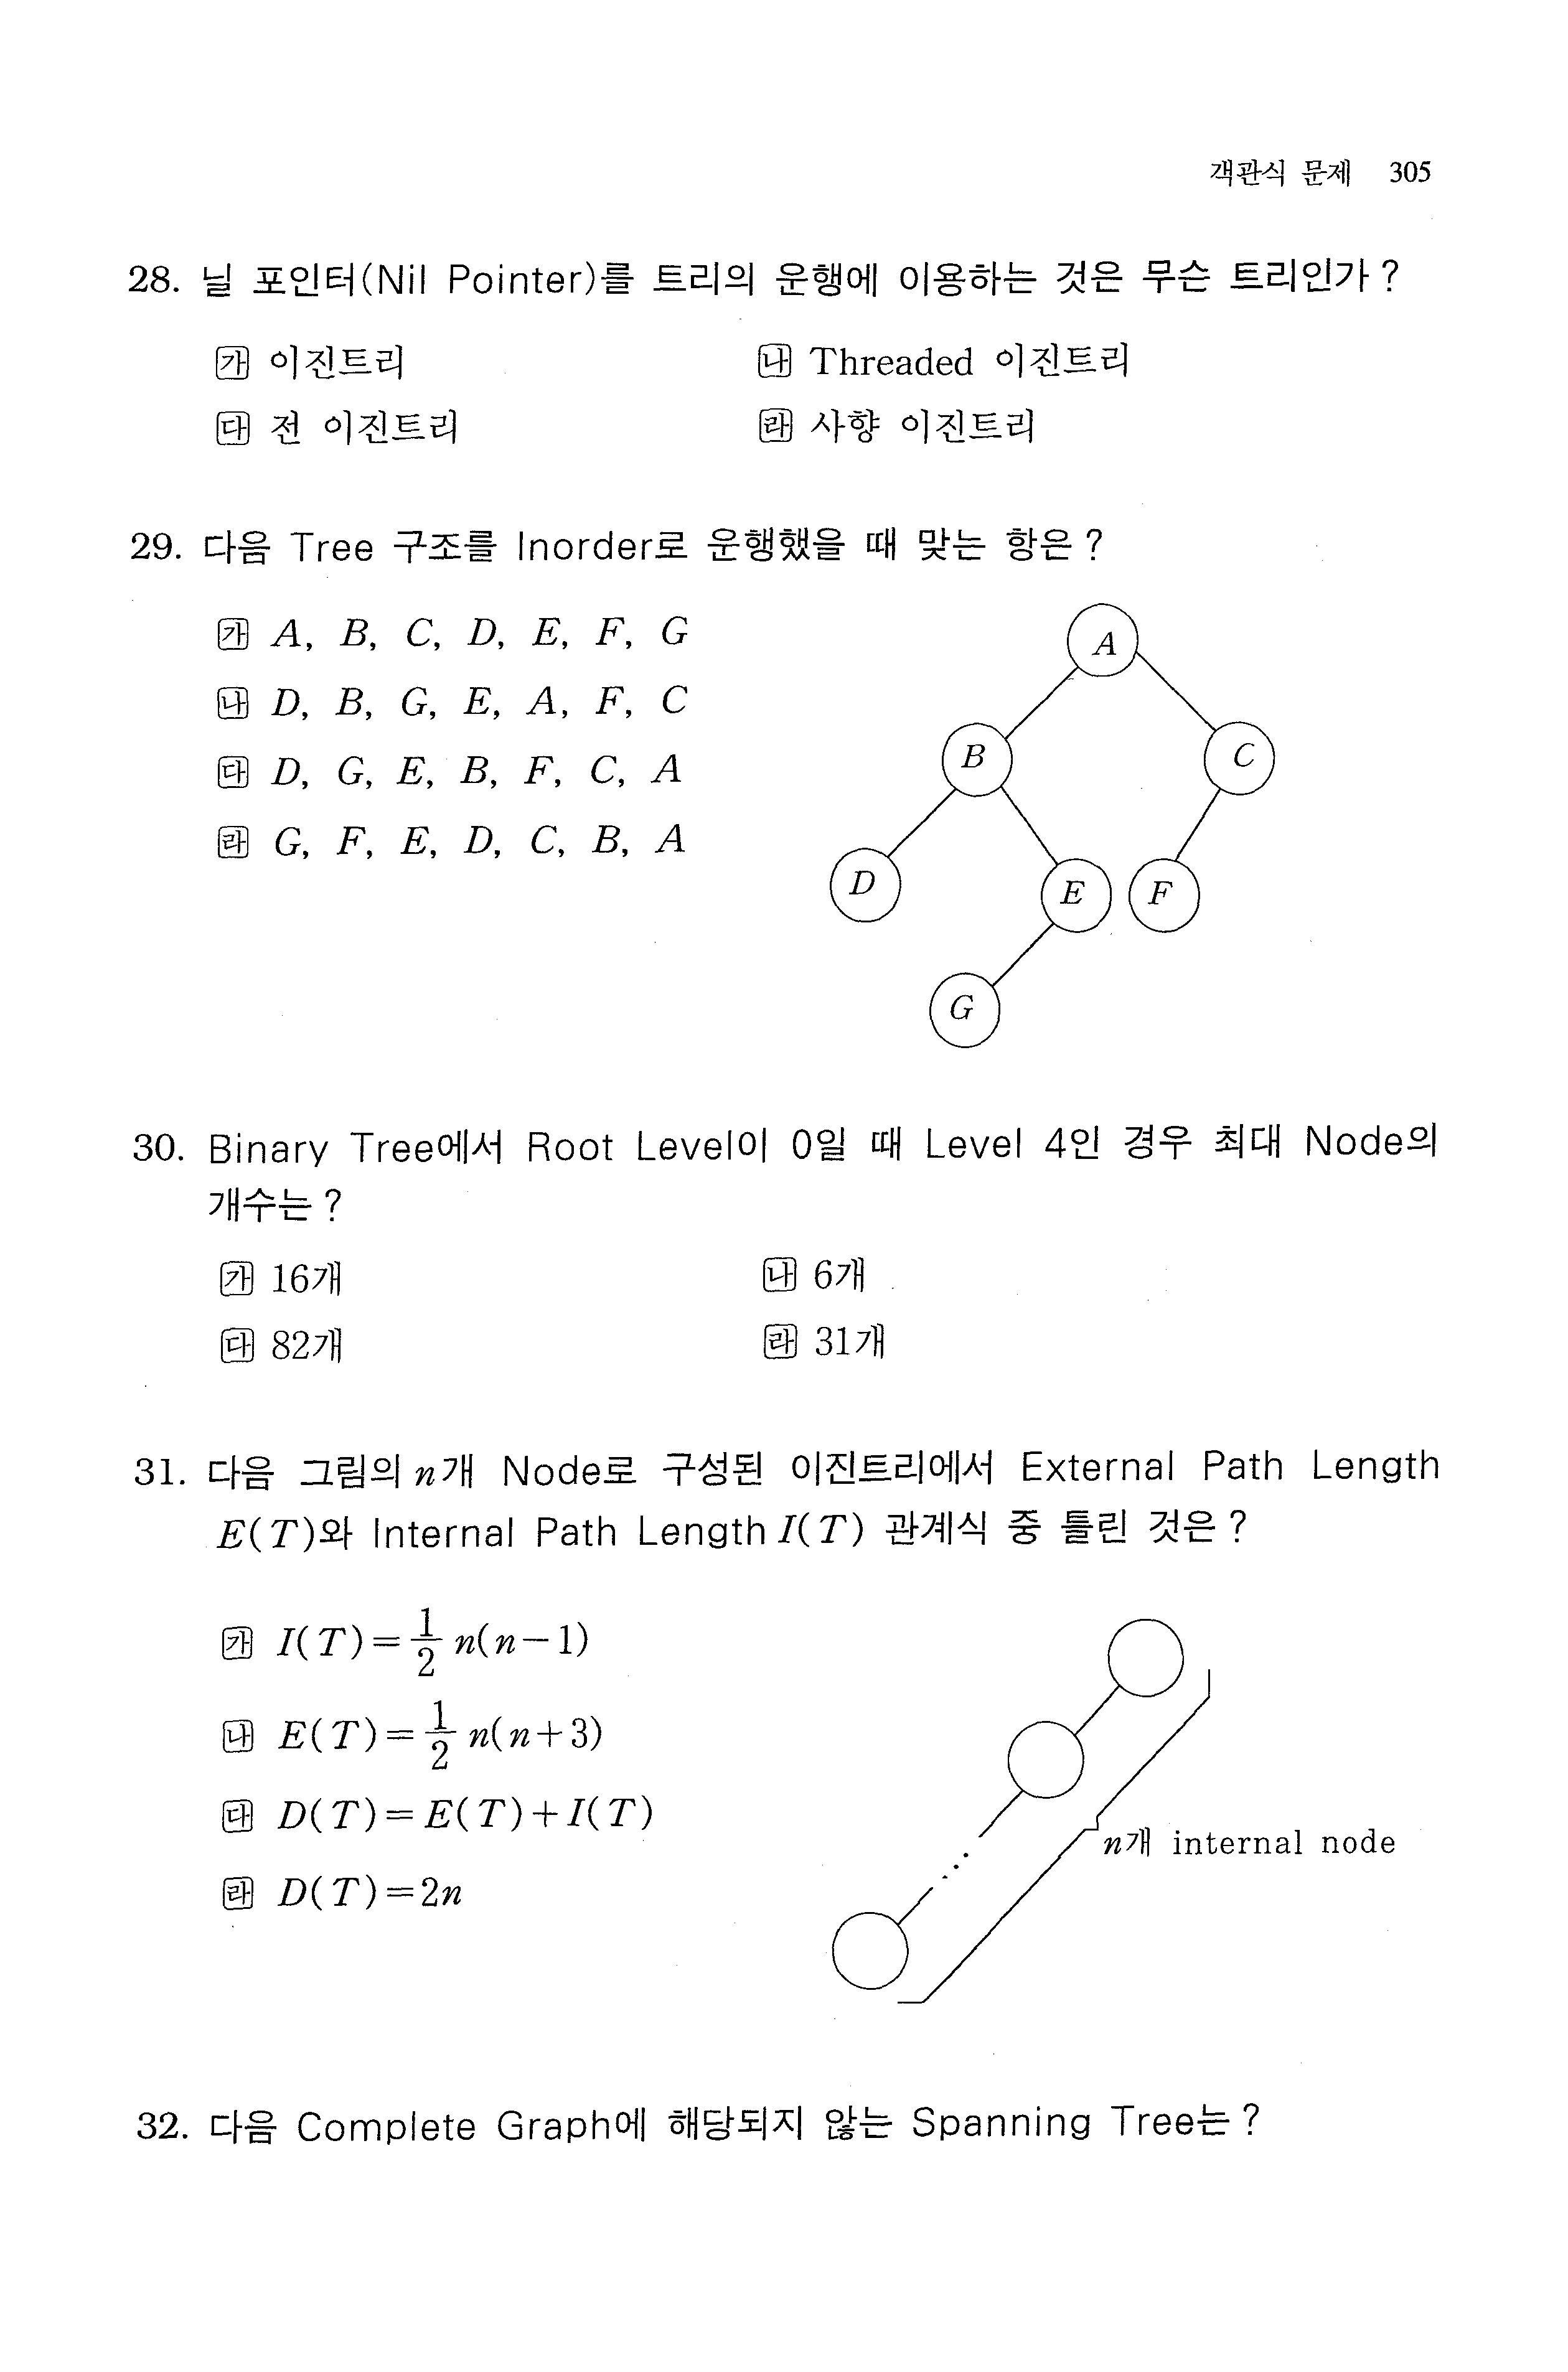 객관식 문제 305
28. 닐 포인터(Nil Pointer)를 트리의 운행에 이용하는 것은 무슨 트리인가?
㉮ 이진트리 ㉯ Threaded 이진트리
㉰ 전 이진트리 ㉱ 사향 이진트리
29. 다음 Tree 구조를 Inorder로 운행했을 때 맞는 항은?
㉮ A, B, C, D, E, F, G
㉯ D, B, G, E, A, F, C
㉰ D, G, E, B, F, C, A
㉱ G, F, E, D, C, B, A
A
B
C
D
E
F
G
30. Binary Tree에서 Root Level이 0일 때 Level 4인 경우 최대 Node의
개수는?
㉮ 16개 ㉯ 6개
㉰ 82개 ㉱ 31개
31. 다음 그림의 n개 Node로 구성된 이진트리에서 External Path Length
E(T)와 Internal Path Length I(T) 관계식 중 틀린 것은?
㉮ I(T)=1/2 n(n-1)
㉯ E(T)=1/2 n(n+3)
㉰ D(T)=E(T)+I(T)
㉱ D(T)=2n
n개 internal node
32. 다음 Complete Graph에 해당되지 않는 Spanning Tree는?